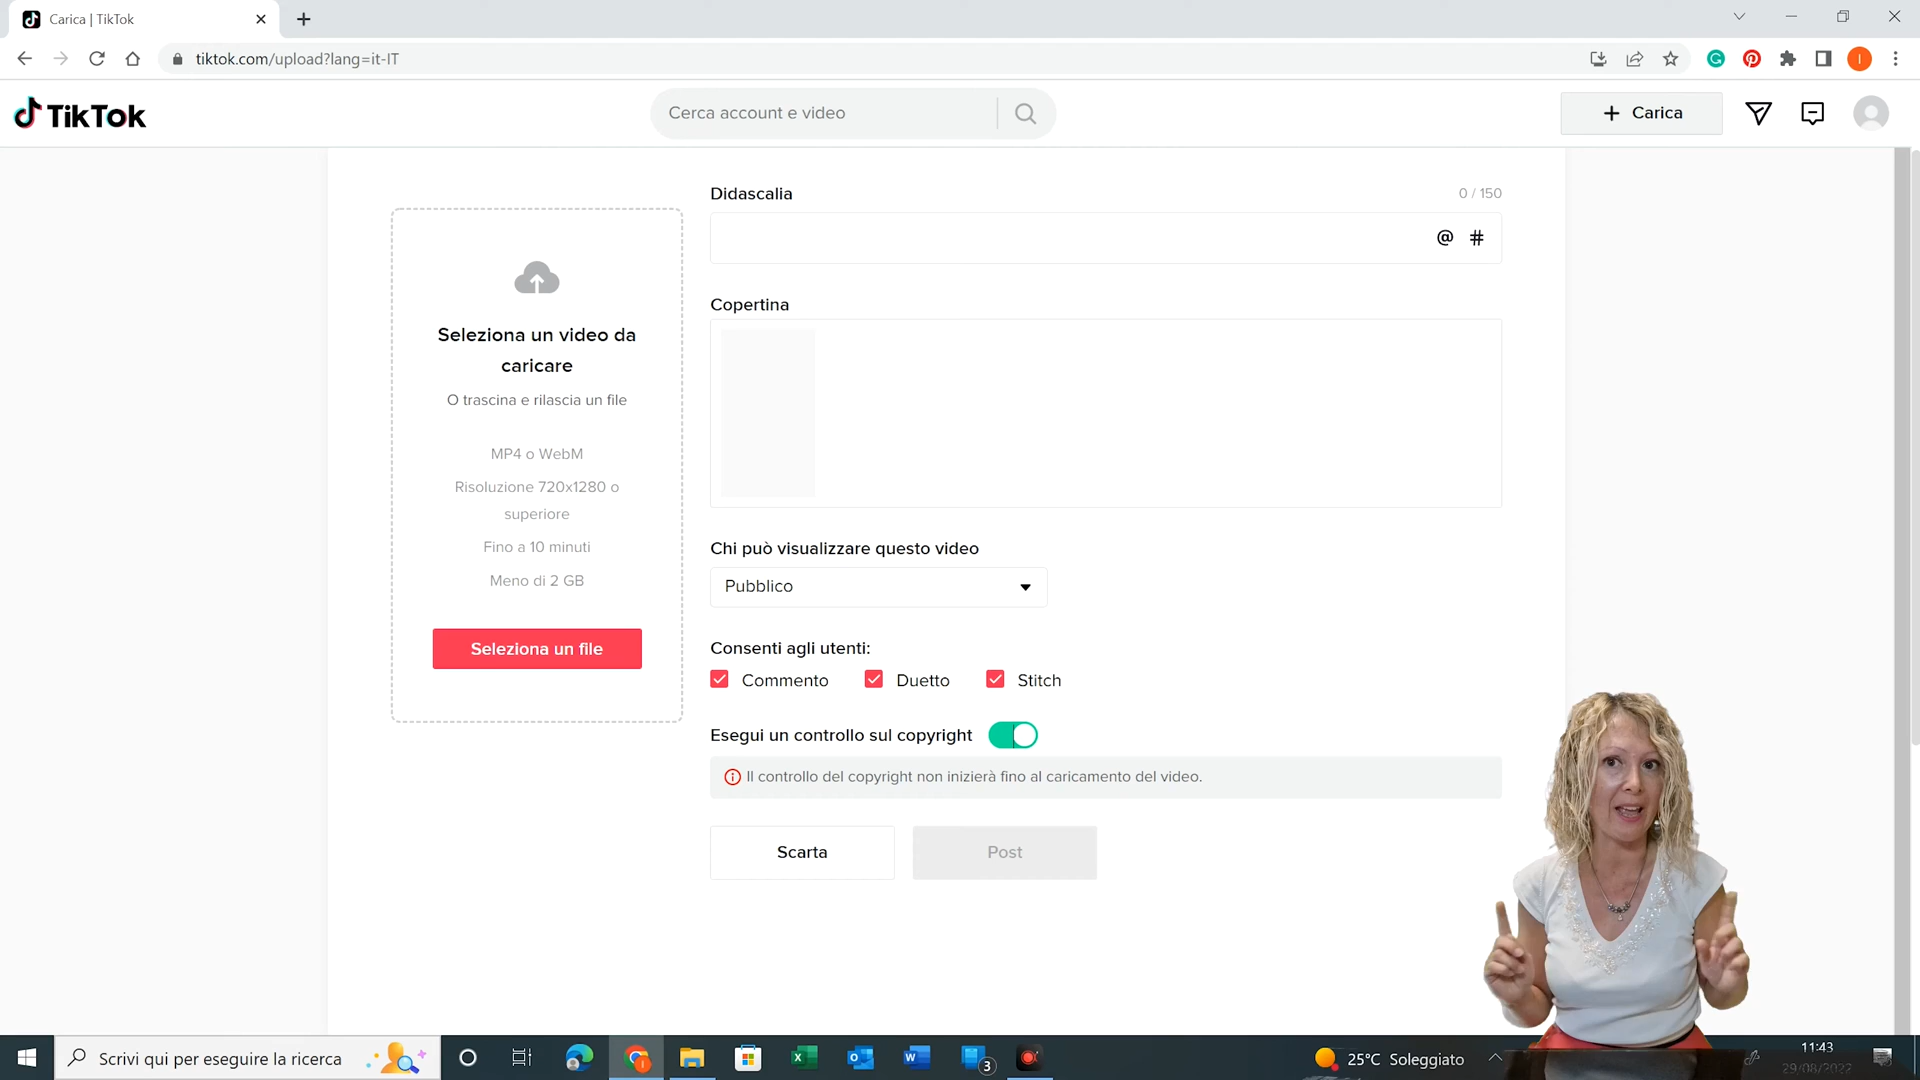 Carica | TikTok
tiktok.com/upload?lang=it-IT
TikTok
Cerca account e video
+ Carica
Seleziona un video da
caricare
O trascina e rilascia un file
MP4 o WebM
Risoluzione 720x1280 o
superiore
Fino a 10 minuti
Meno di 2 GB
Seleziona un file
Didascalia
0 / 150
@ #
Copertina
Chi può visualizzare questo video
Pubblico
Consenti agli utenti:
Commento Duetto Stitch
Esegui un controllo sul copyright
Il controllo del copyright non inizierà fino al caricamento del video.
Scarta
Post
Scrivi qui per eseguire la ricerca
3
25°C Soleggiato
11:43
29/08/2022